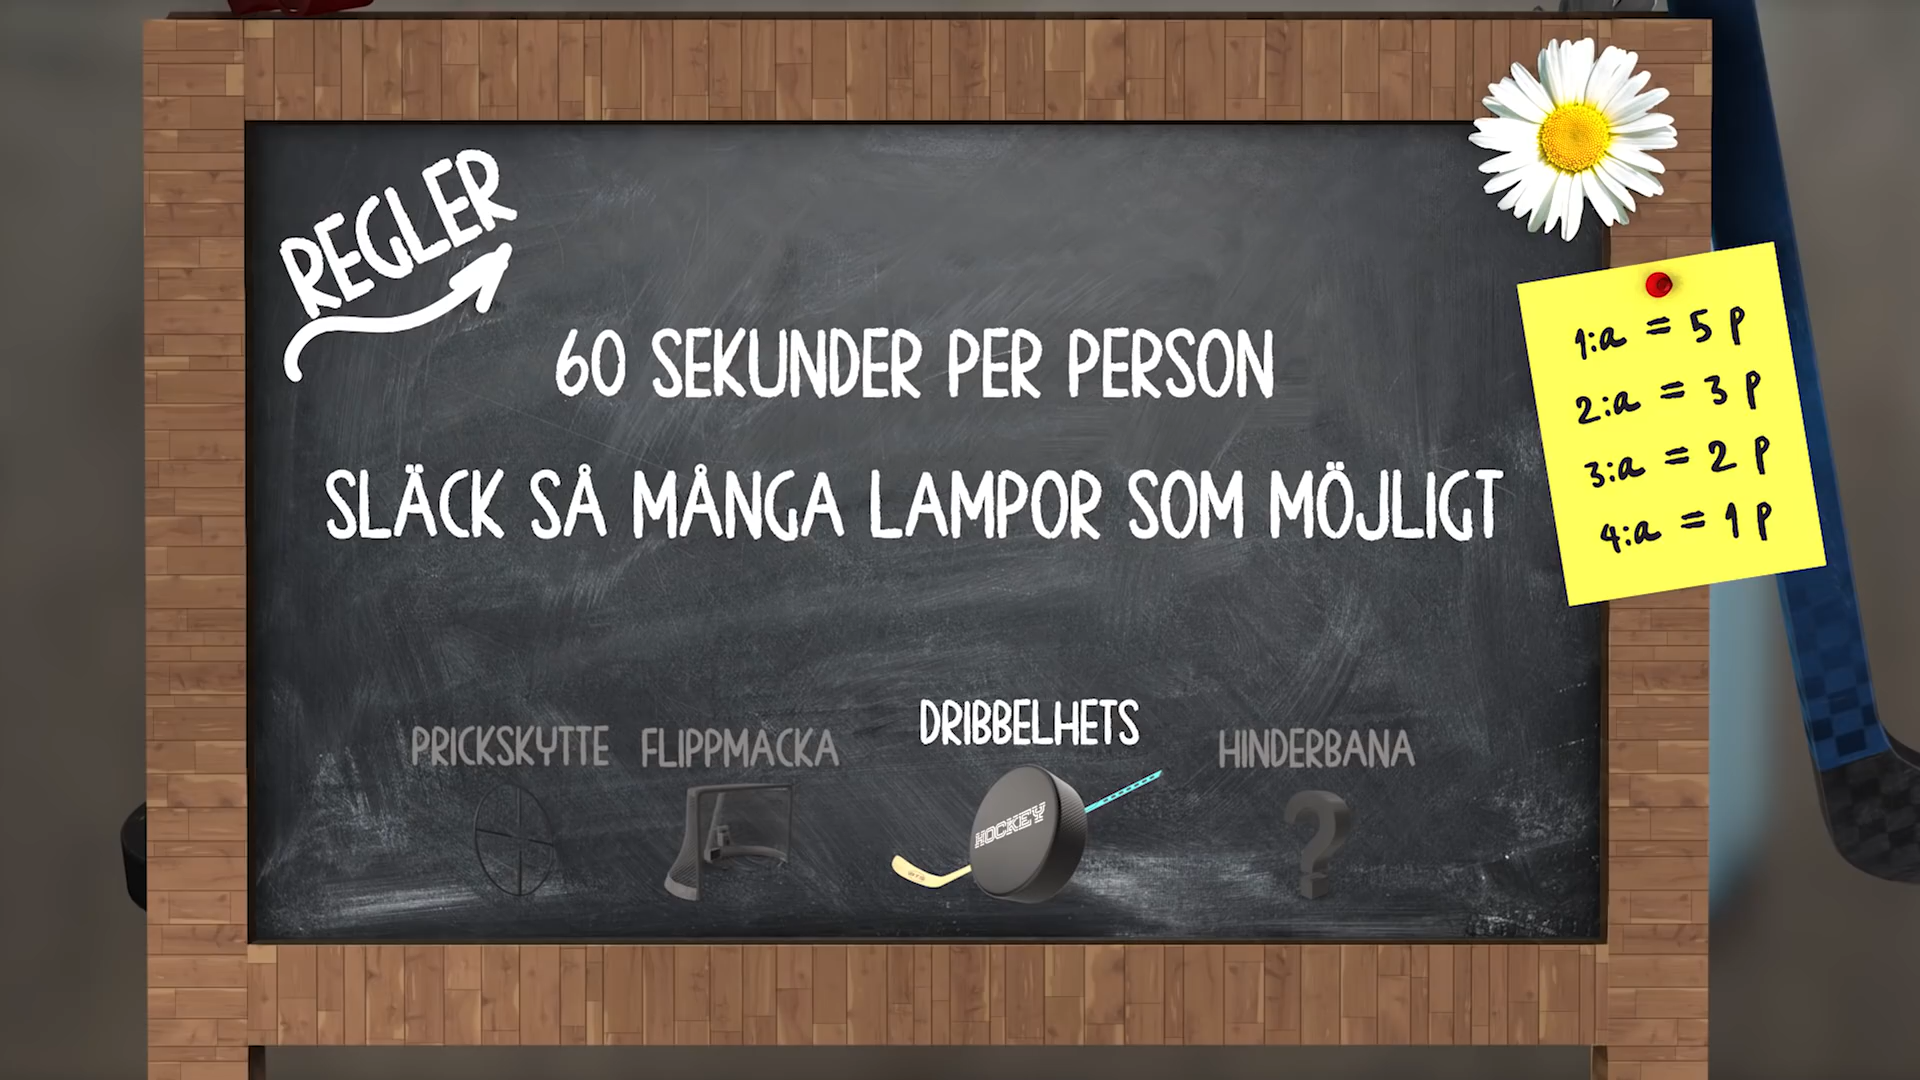 REGLER
60 SEKUNDER PER PERSON
SLÄCK SÅ MÅNGA LAMPOR SOM MÖJLIGT
1:a = 5 p
2:a = 3 p
3:a = 2 p
4:a = 1 p
PRICKSKYTTE FLIPPMACKA DRIBBELHETS HINDERBANA
HOCKEY
?